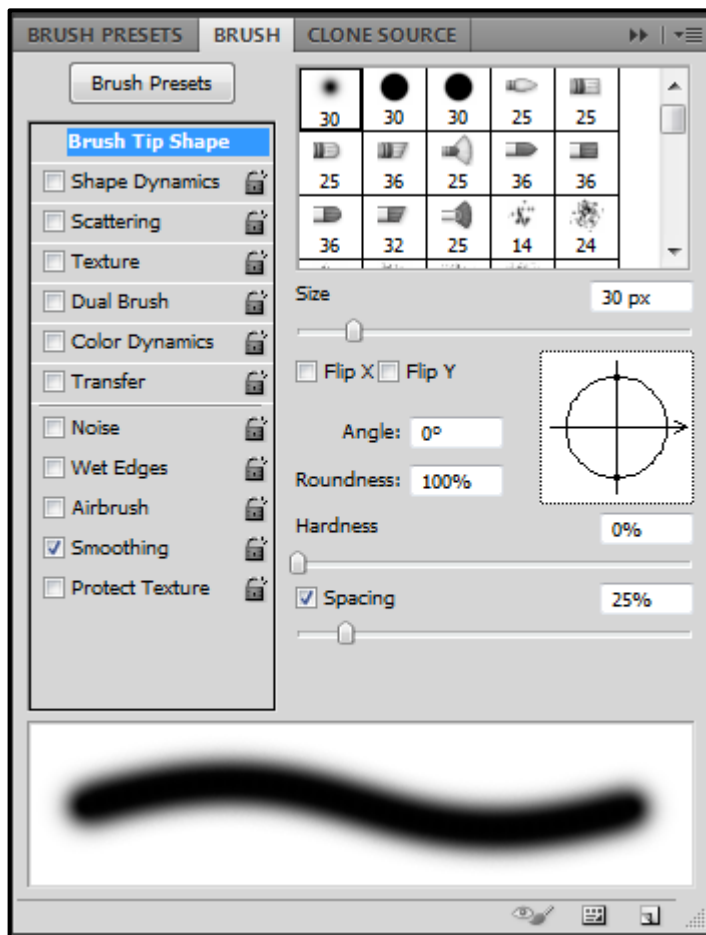 BRUSH PRESETS BRUSH CLONE SOURCE
Brush Presets
Brush Tip Shape
Shape Dynamics
Scattering
Texture
Dual Brush
Color Dynamics
Transfer
Noise
Wet Edges
Airbrush
Smoothing
Protect Texture
30 30 30 25 25
25 36 25 36 36
36 32 25 14 24
Size 30 px
Flip X Flip Y
Angle: 0º
Roundness: 100%
Hardness 0%
Spacing 25%